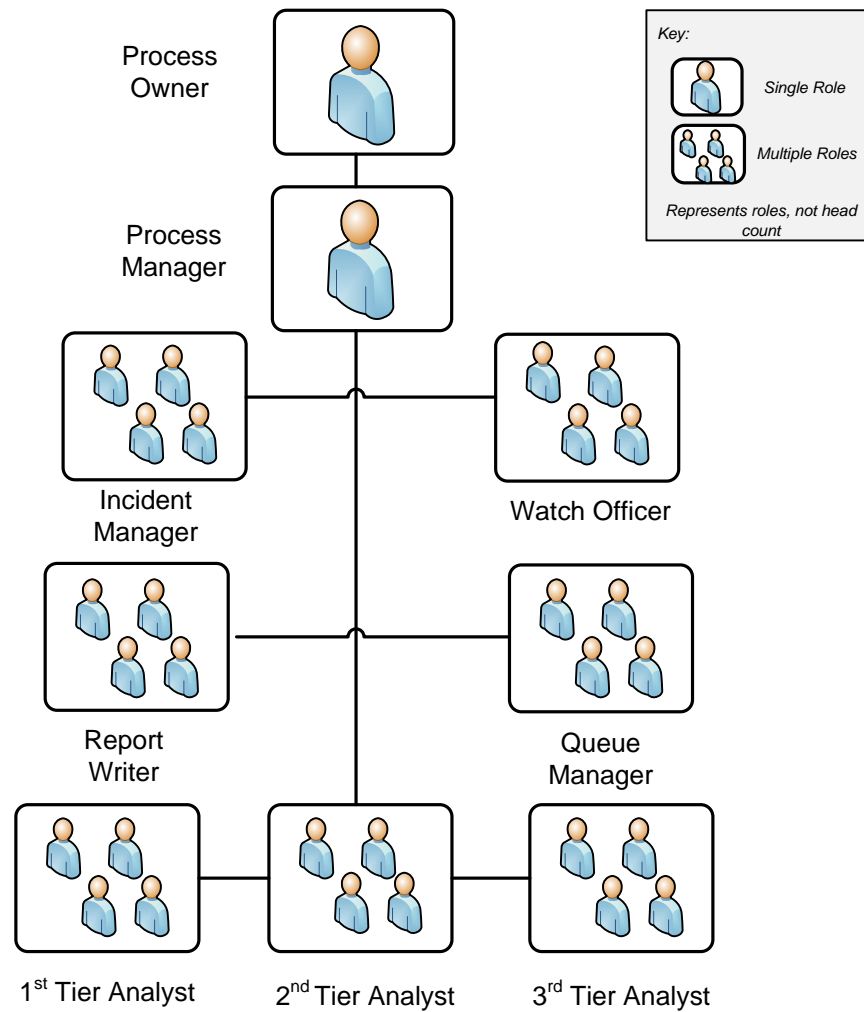 Process
Owner
Key:
Single Role
Multiple Roles
Represents roles, not head
count
Process
Manager
Incident
Manager
Watch Officer
Report
Writer
Queue
Manager
1st Tier Analyst
2nd Tier Analyst
3rd Tier Analyst